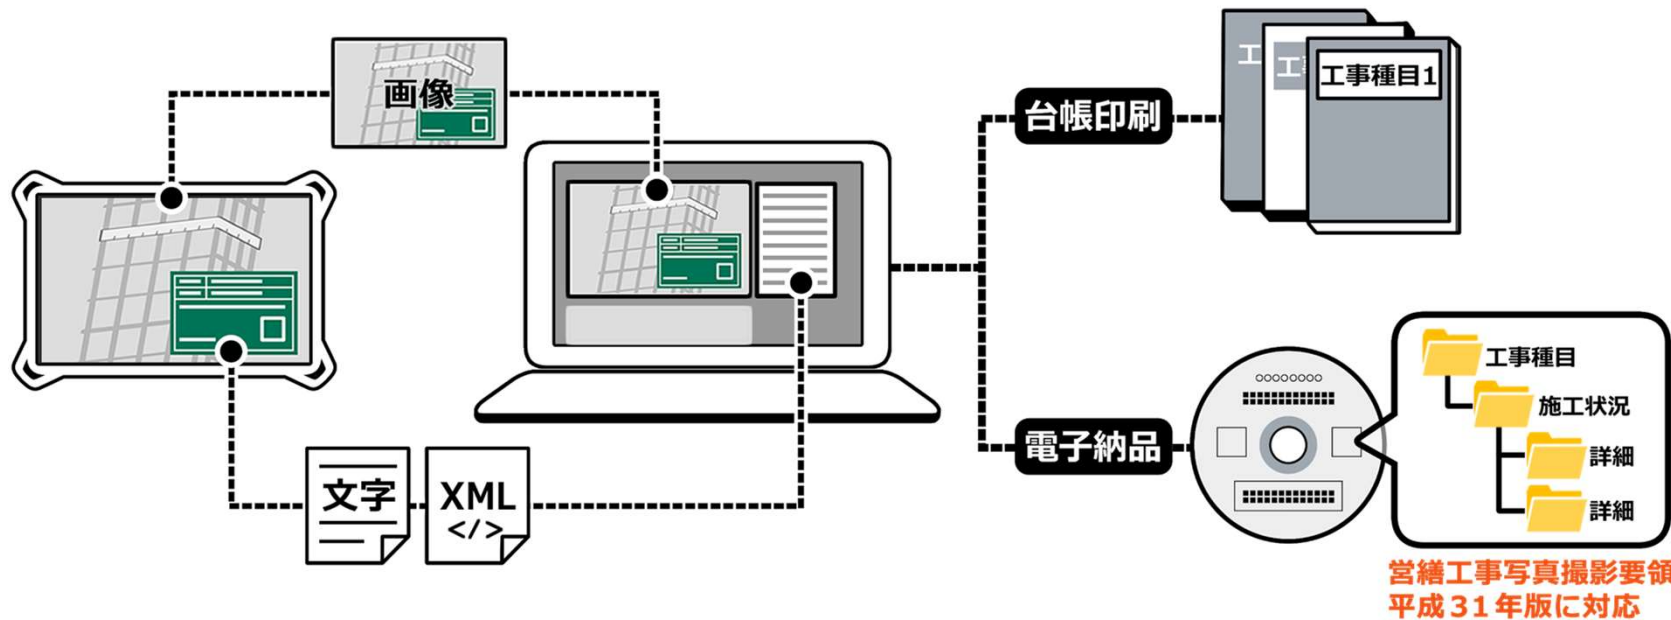 画像
文字
XML
</>
台帳印刷
工
工
工事種目1
電子納品
○○○○○○○○
工事種目
施工状況
詳細
詳細
営繕工事写真撮影要領
平成31年版に対応